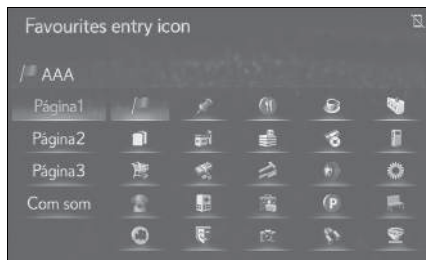 Favourites entry icon
AAA
Página1
Página2
Página3
Com som
P